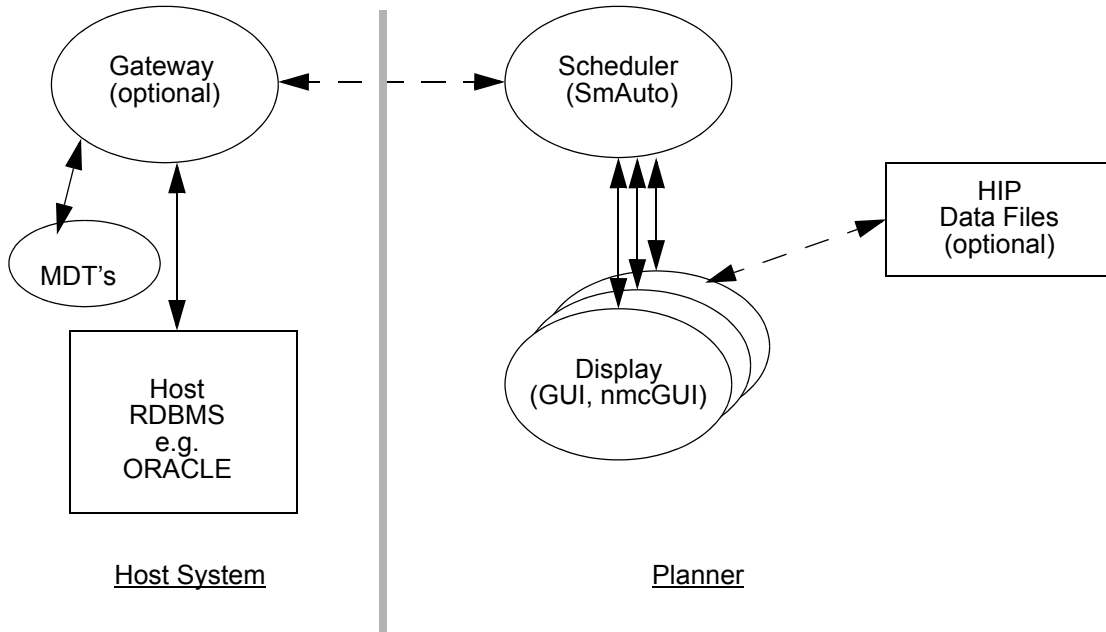 Gateway
(optional)
Scheduler
(SmAuto)
HIP
Data Files
(optional)
MDT's
Host
RDBMS
e.g.
ORACLE
Display
(GUI, nmcGUI)
Host System
Planner